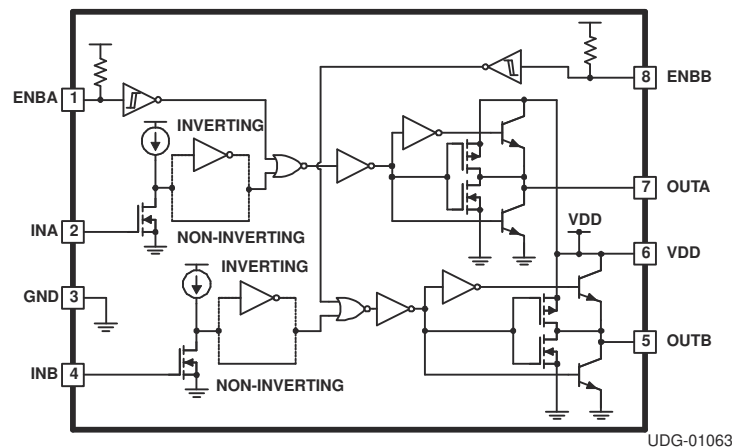 ENBA 1
8 ENBB
INVERTING
7 OUTA
INA 2
VDD
NON-INVERTING
6 VDD
INVERTING
GND 3
5 OUTB
INB 4
NON-INVERTING
UDG-01063